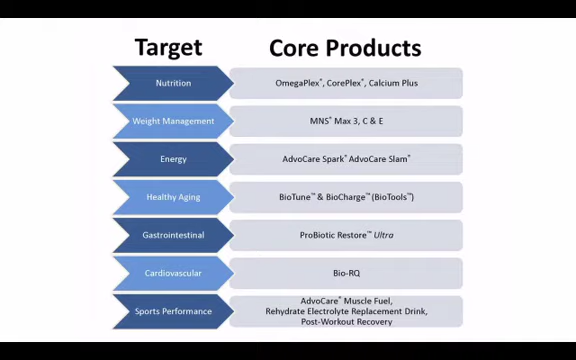 Target
Core Products
Nutrition
OmegaPlex®, CorePlex®, Calcium Plus
Weight Management
MNS® Max 3, C & E
Energy
AdvoCare Spark® AdvoCare Slam®
Healthy Aging
BioTune™ & BioCharge™ (BioTools™)
Gastrointestinal
ProBiotic Restore™ Ultra
Cardiovascular
Bio-RQ
Sports Performance
AdvoCare® Muscle Fuel,
Rehydrate Electrolyte Replacement Drink,
Post-Workout Recovery